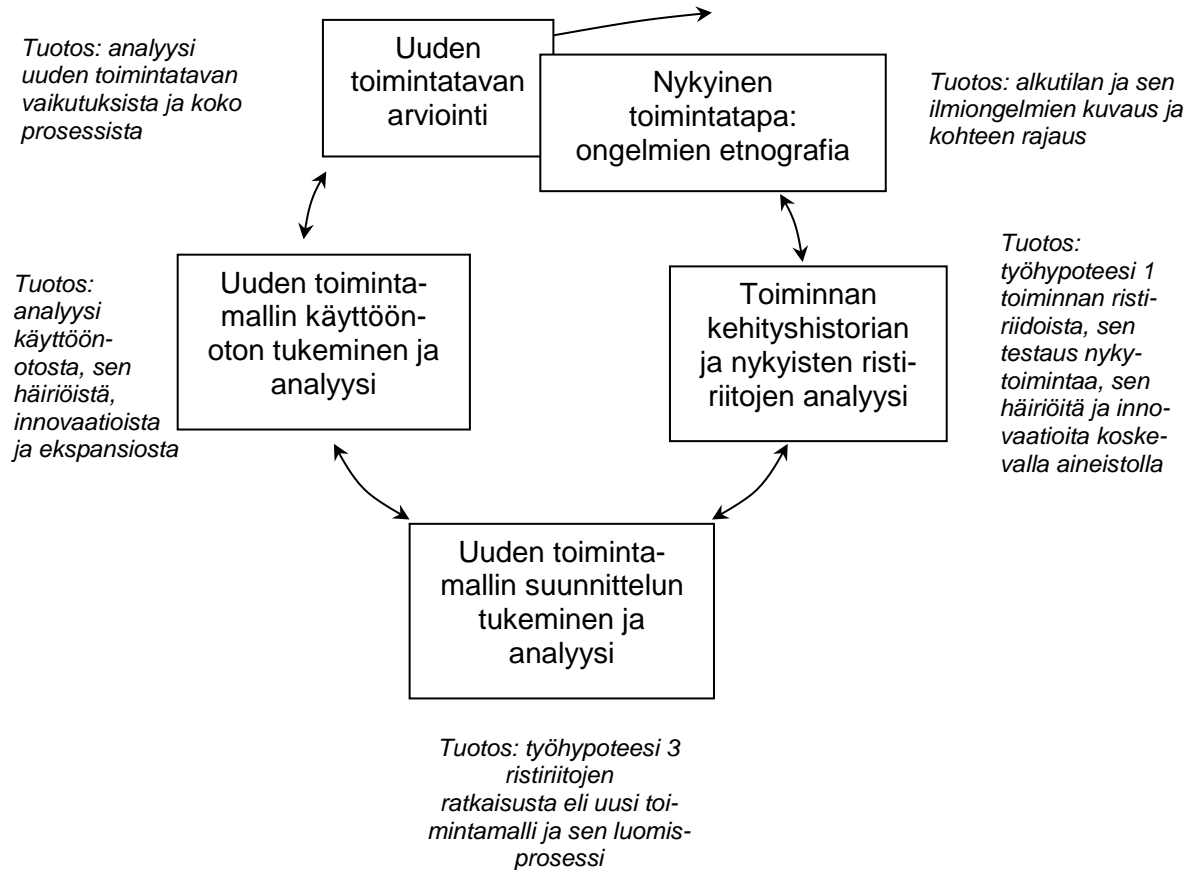 Tuotos: analyysi
uuden toimintatavan
vaikutuksista ja koko
prosessista
Uuden
toimintatavan
arviointi
Nykyinen
toimintatapa:
ongelmien etnografia
Tuotos: alkutilan ja sen
ilmiongelmien kuvaus ja
kohteen rajaus
Tuotos:
analyysi
käyttöön-
otosta, sen
häiriöistä,
innovaatioista
ja ekspansiosta
Uuden toiminta-
mallin käyttöön-
oton tukeminen ja
analyysi
Toiminnan
kehityshistorian
ja nykyisten risti-
riitojen analyysi
Tuotos:
työhypoteesi 1
toiminnan risti-
riidoista, sen
testaus nyky-
toimintaa, sen
häiriöitä ja inno-
vaatioita koske-
valla aineistolla
Uuden toiminta-
mallin suunnittelun
tukeminen ja
analyysi
Tuotos: työhypoteesi 3
ristiriitojen
ratkaisusta eli uusi toi-
mintamalli ja sen luomis-
prosessi